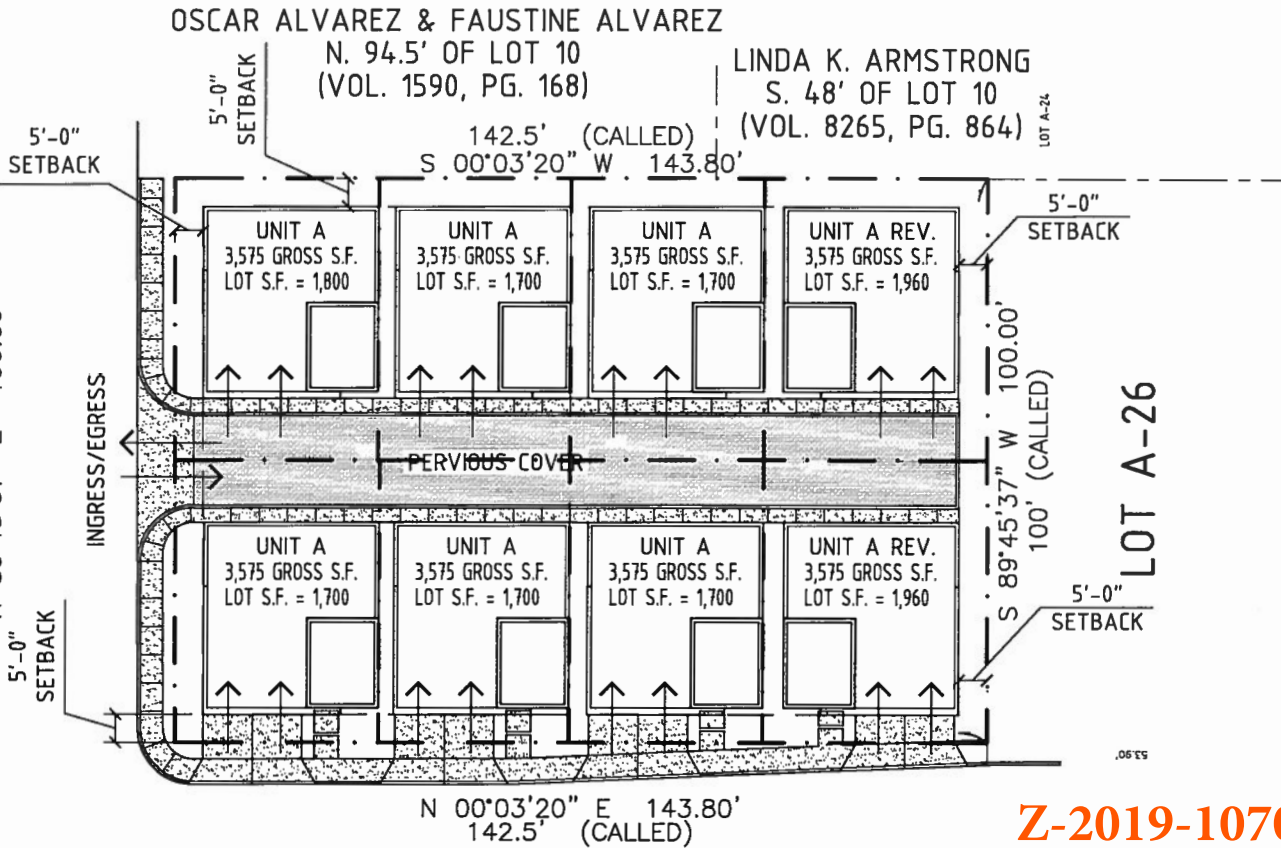 OSCAR ALVAREZ & FAUSTINE ALVAREZ
N. 94.5' OF LOT 10
(VOL. 1590, PG. 168)
LINDA K. ARMSTRONG
S. 48' OF LOT 10
(VOL. 8265, PG. 864)
LOT A-24
5'-0"
SETBACK
5'-0"
SETBACK
142.5' (CALLED)
S 00°03'20" W 143.80'
5'-0"
SETBACK
UNIT A
3,575 GROSS S.F.
LOT S.F. = 1,800
UNIT A
3,575 GROSS S.F.
LOT S.F. = 1,700
UNIT A
3,575 GROSS S.F.
LOT S.F. = 1,700
UNIT A REV.
3,575 GROSS S.F.
LOT S.F. = 1,960
INGRESS/EGRESS
PERVIOUS COVER
S 89°45'37" W 100.00'
100' (CALLED)
LOT A-26
UNIT A
3,575 GROSS S.F.
LOT S.F. = 1,700
UNIT A
3,575 GROSS S.F.
LOT S.F. = 1,700
UNIT A
3,575 GROSS S.F.
LOT S.F. = 1,700
UNIT A REV.
3,575 GROSS S.F.
LOT S.F. = 1,960
5'-0"
SETBACK
5'-0"
SETBACK
53.90'
N 00°03'20" E 143.80'
142.5' (CALLED)
Z-2019-1070